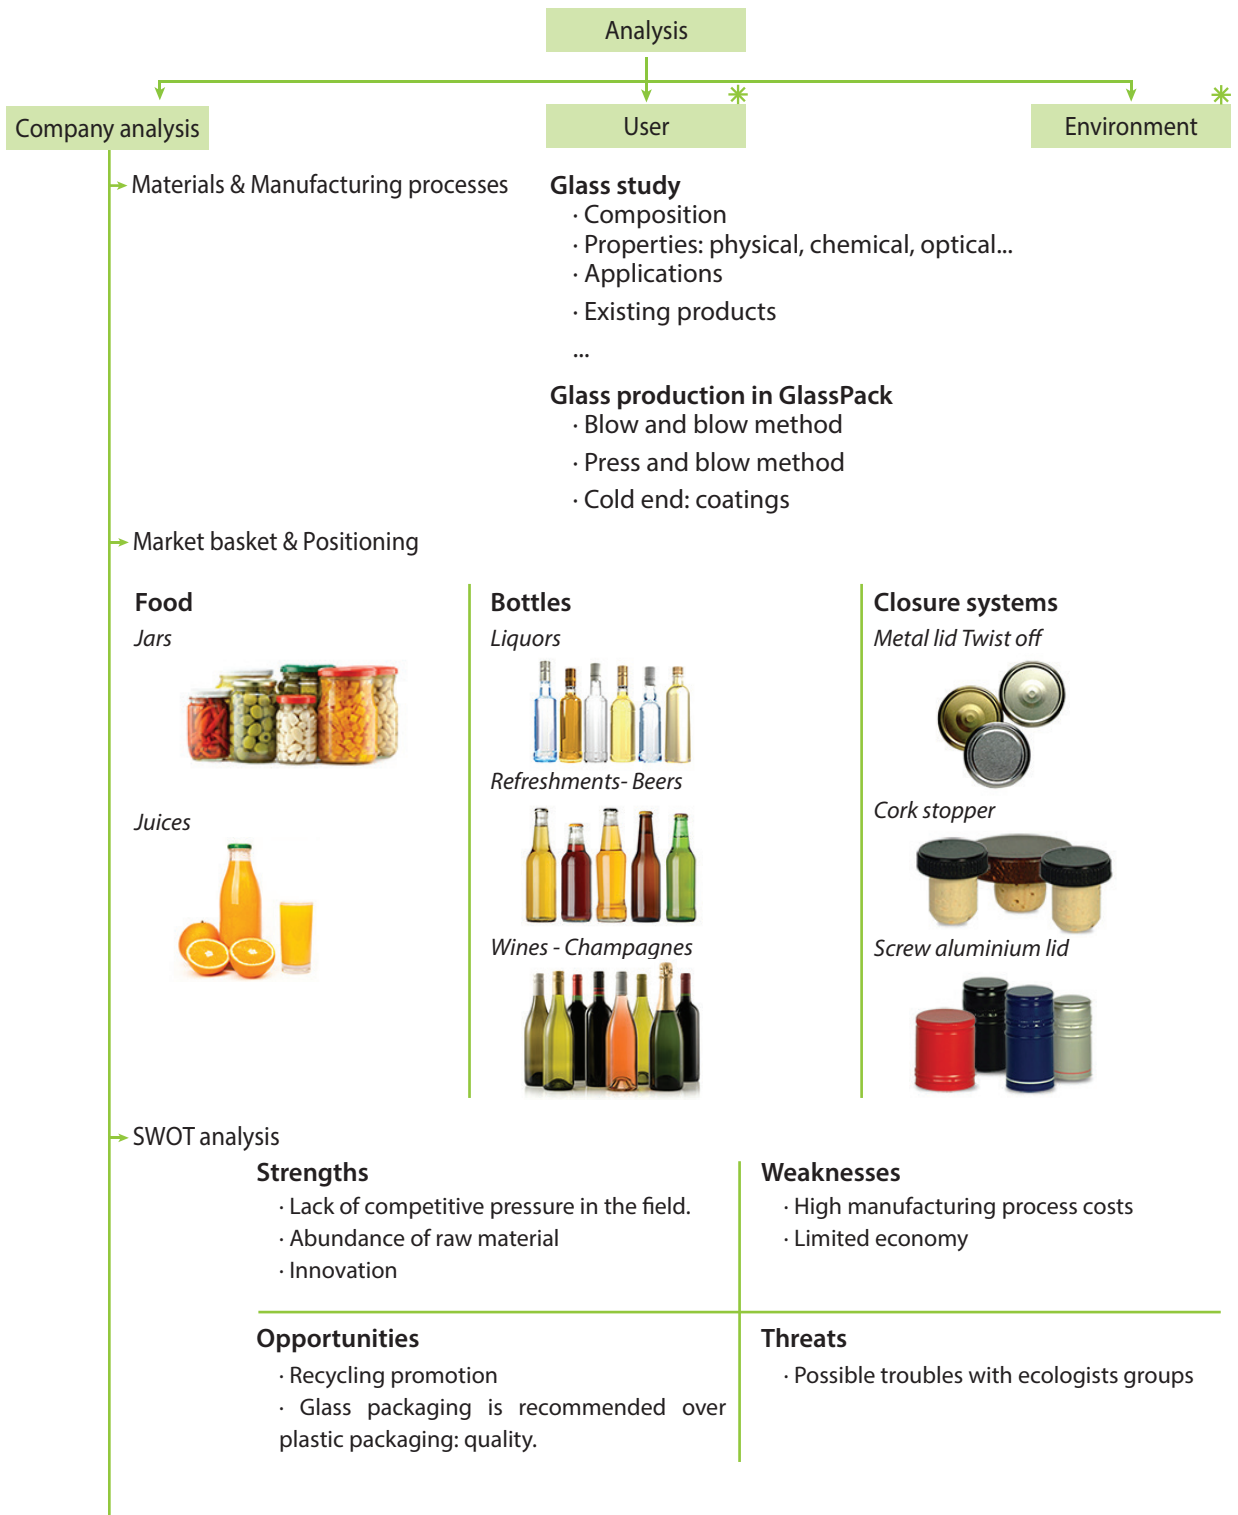 Analysis
Company analysis
User
Environment
Materials & Manufacturing processes
Glass study
· Composition
· Properties: physical, chemical, optical...
· Applications
· Existing products
...
Glass production in GlassPack
· Blow and blow method
· Press and blow method
· Cold end: coatings
Market basket & Positioning
Food
Jars
Juices
Bottles
Liquors
Refreshments- Beers
Wines - Champagnes
Closure systems
Metal lid Twist off
Cork stopper
Screw aluminium lid
SWOT analysis
Strengths
· Lack of competitive pressure in the field.
· Abundance of raw material
· Innovation
Weaknesses
· High manufacturing process costs
· Limited economy
Opportunities
· Recycling promotion
· Glass packaging is recommended over
plastic packaging: quality.
Threats
· Possible troubles with ecologists groups